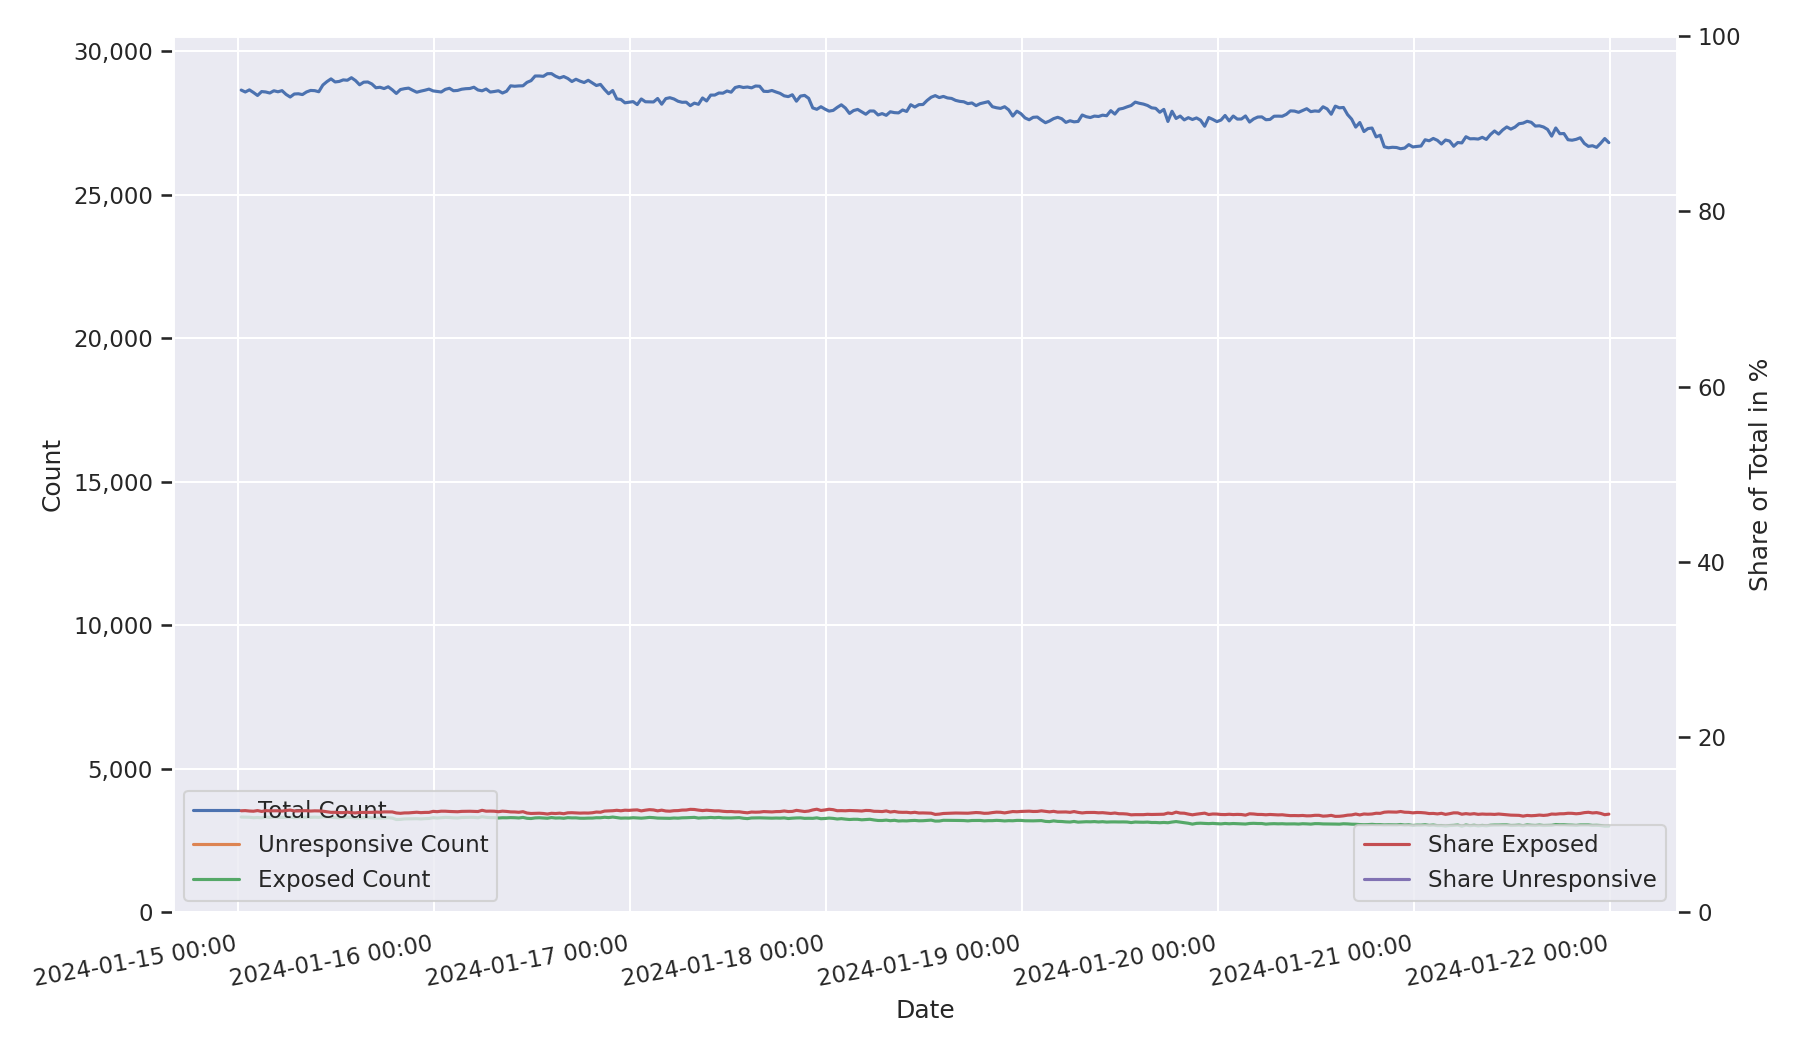 30,000
25,000
20,000
15,000
10,000
5,000
0
Count
100
80
60
40
20
0
Share of Total in %
Total Count
Unresponsive Count
Exposed Count
Share Exposed
Share Unresponsive
2024-01-15 00:00
2024-01-16 00:00
2024-01-17 00:00
2024-01-18 00:00
2024-01-19 00:00
2024-01-20 00:00
2024-01-21 00:00
2024-01-22 00:00
Date